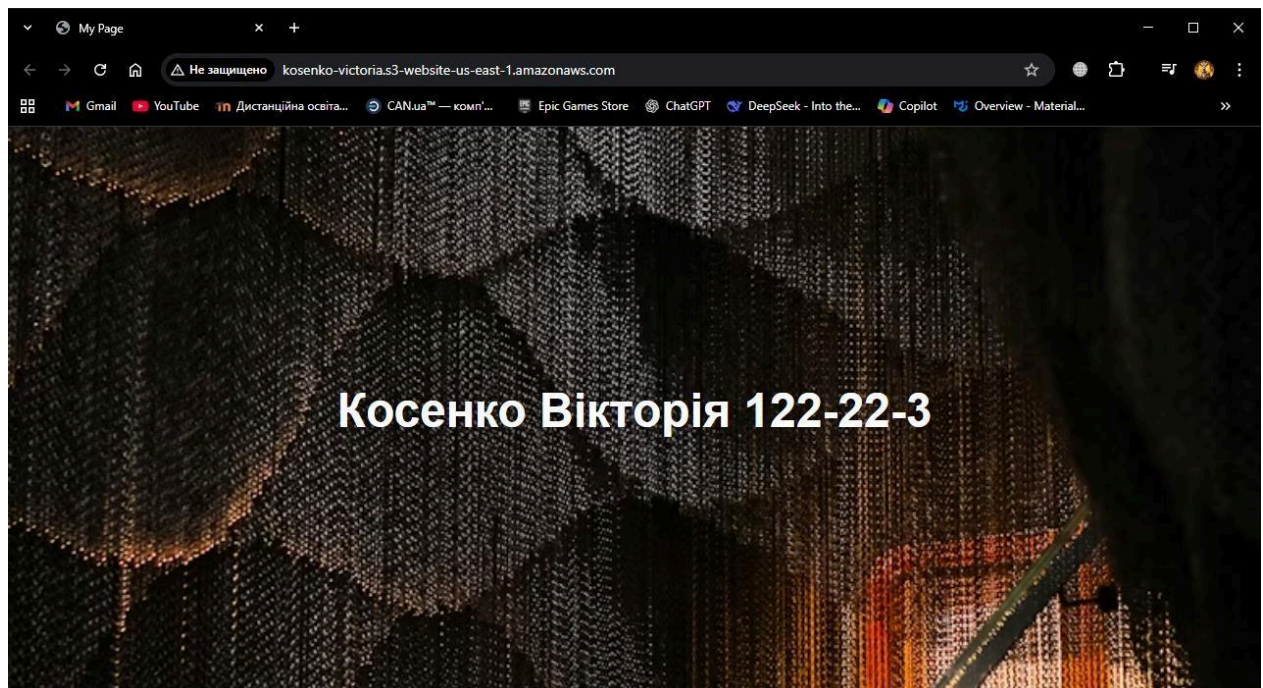 My Page
Не защищено kosenko-victoria.s3-website-us-east-1.amazonaws.com
Gmail YouTube Дистанційна освіта... CAN.ua™ — комп'... Epic Games Store ChatGPT DeepSeek - Into the... Copilot Overview - Material...
Косенко Вікторія 122-22-3